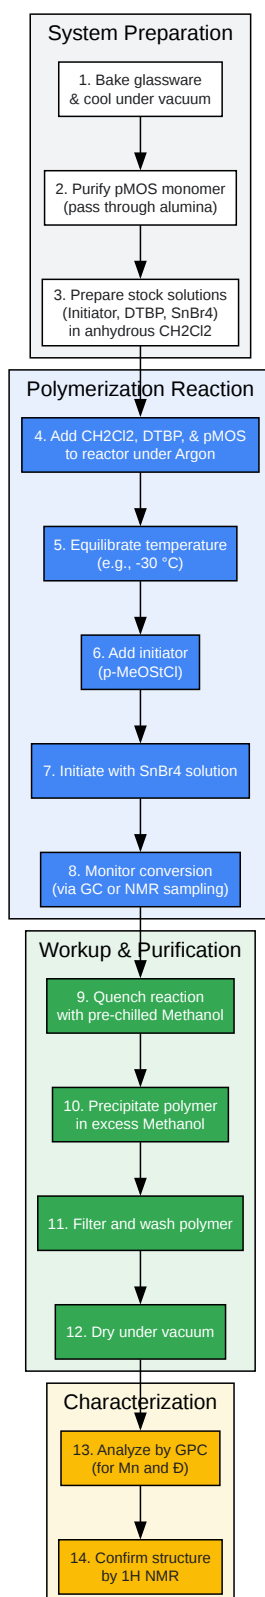 System Preparation
1. Bake glassware
& cool under vacuum
2. Purify pMOS monomer
(pass through alumina)
3. Prepare stock solutions
(Initiator, DTBP, SnBr4)
in anhydrous CH2Cl2
Polymerization Reaction
4. Add CH2Cl2, DTBP, & pMOS
to reactor under Argon
5. Equilibrate temperature
(e.g., -30 °C)
6. Add initiator
(p-MeOStCl)
7. Initiate with SnBr4 solution
8. Monitor conversion
(via GC or NMR sampling)
Workup & Purification
9. Quench reaction
with pre-chilled Methanol
10. Precipitate polymer
in excess Methanol
11. Filter and wash polymer
12. Dry under vacuum
Characterization
13. Analyze by GPC
(for Mn and Đ)
14. Confirm structure
by 1H NMR